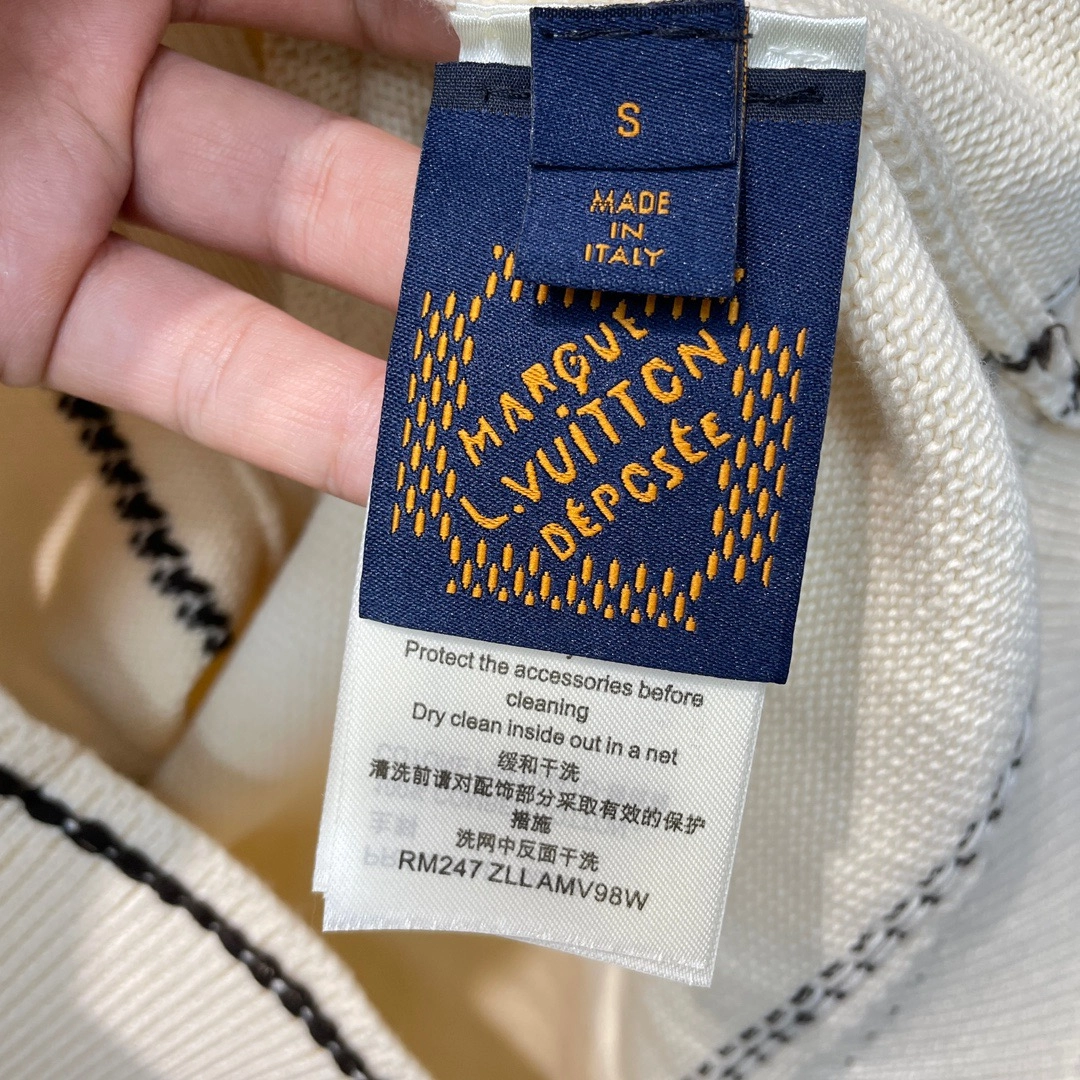 S
MADE
IN
ITALY
MARQUE
L.VUiTTON
DÉPOSÉE
Protect the accessories before
cleaning
Dry clean inside out in a net
缓和干洗
清洗前请对配饰部分采取有效的保护
措施
洗网中反面干洗
RM247 ZLLAMV98W